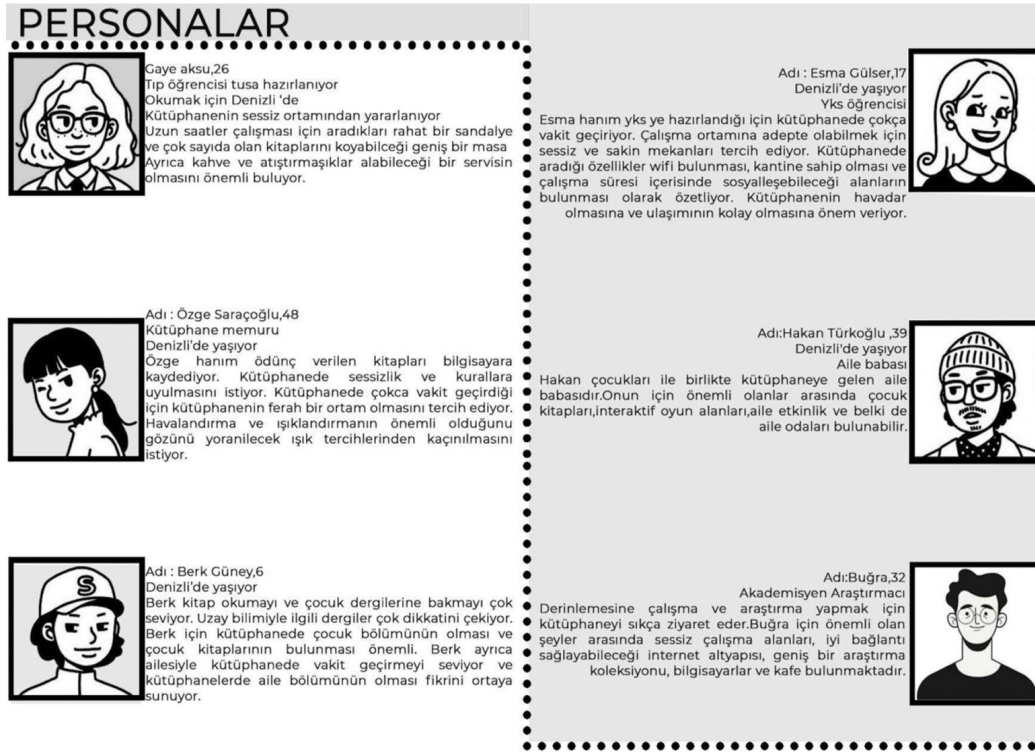 PERSONALAR
Gaye aksu,26
Tıp öğrencisi tusa hazırlanıyor
Okumak için Denizli ‘de
Kütüphanenin sessiz ortamından yararlanıyor
Uzun saatler çalışması için aradıkları rahat bir sandalye
ve çok sayıda olan kitaplarını koyabilceği geniş bir masa
Ayrıca kahve ve atıştırmaşıklar alabileceği bir servisin
olmasını önemli buluyor.
Adı : Özge Saraçoğlu,48
Kütüphane memuru
Denizli’de yaşıyor
Özge hanım ödünç verilen kitapları bilgisayara
kaydediyor. Kütüphanede sessizlik ve kurallara
uyulmasını istiyor. Kütüphanede çokca vakit geçirdiği
için kütüphanenin ferah bir ortam olmasını tercih ediyor.
Havalandırma ve ışıklandırmanın önemli olduğunu
gözünü yoranilecek ışık tercihlerinden kaçınılmasını
istiyor.
Adı : Berk Güney,6
Denizli’de yaşıyor
Berk kitap okumayı ve çocuk dergilerine bakmayı çok
seviyor. Uzay bilimiyle ilgili dergiler çok dikkatini çekiyor.
Berk için kütüphanede çocuk bölümünün olması ve
çocuk kitaplarının bulunması önemli. Berk ayrıca
ailesiyle kütüphanede vakit geçirmeyi seviyor ve
kütüphanelerde aile bölümünün olması fikrini ortaya
sunuyor.
S
Adı : Esma Gülser,17
Denizli’de yaşıyor
Yks öğrencisi
Esma hanım yks ye hazırlandığı için kütüphanede çokça
vakit geçiriyor. Çalışma ortamına adepte olabilmek için
sessiz ve sakin mekanları tercih ediyor. Kütüphanede
aradığı özellikler wifi bulunması, kantine sahip olması ve
çalışma süresi içerisinde sosyalleşebileceği alanların
bulunması olarak özetliyor. Kütüphanenin havadar
olmasına ve ulaşımının kolay olmasına önem veriyor.
Adı:Hakan Türkoğlu ,39
Denizli'de yaşıyor
Aile babası
Hakan çocukları ile birlikte kütüphaneye gelen aile
babasıdır.Onun için önemli olanlar arasında çocuk
kitapları,interaktif oyun alanları,aile etkinlik ve belki de
aile odaları bulunabilir.
Adı:Buğra,32
Akademisyen Araştırmacı
Derinlemesine çalışma ve araştırma yapmak için
kütüphaneyi sıkça ziyaret eder.Buğra için önemli olan
şeyler arasında sessiz çalışma alanları, iyi bağlantı
sağlayabileceği internet altyapısı, geniş bir araştırma
koleksiyonu, bilgisayarlar ve kafe bulunmaktadır.